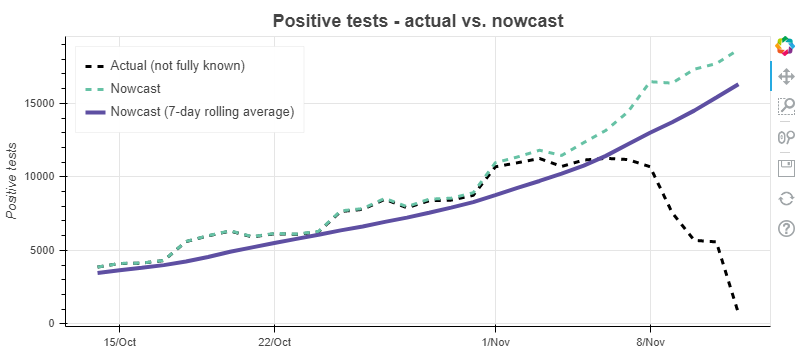 Positive tests - actual vs. nowcast
Actual (not fully known)
Nowcast
Nowcast (7-day rolling average)
Positive tests
15000
10000
5000
0
15/Oct
22/Oct
1/Nov
8/Nov